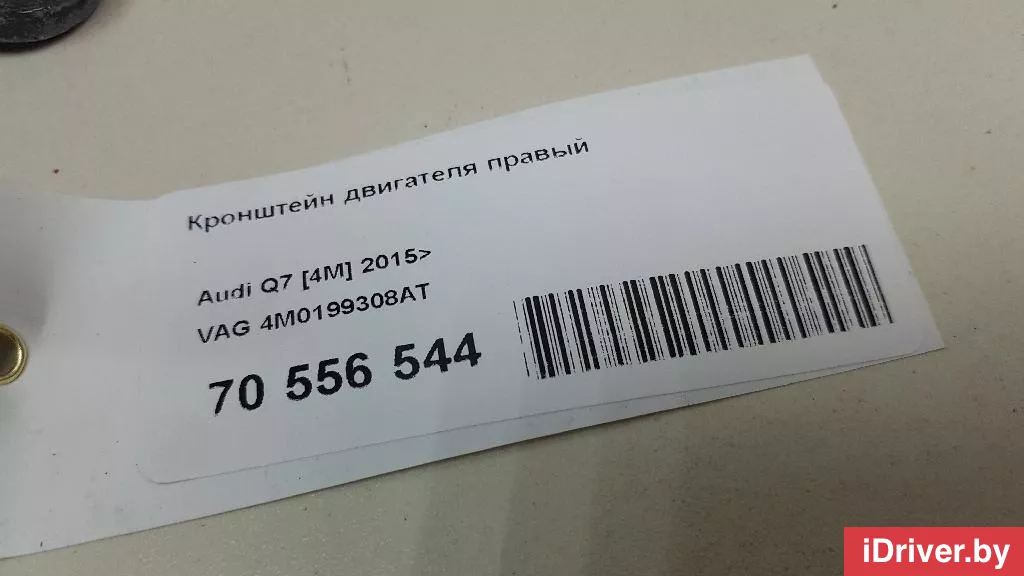 Кронштейн двигателя правый
Audi Q7 [4M] 2015>
VAG 4M0199308AT
70 556 544
iDriver.by